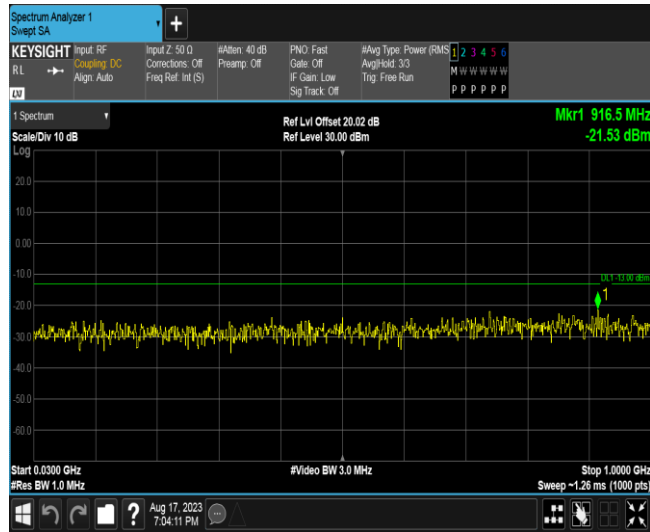 Spectrum Analyzer 1
Swept SA
+
KEYSIGHT
RL
LXI
Input: RF
Coupling: DC
Align: Auto
Input Z: 50 Ω
Corrections: Off
Freq Ref: Int (S)
#Atten: 40 dB
Preamp: Off
PNO: Fast
Gate: Off
IF Gain: Low
Sig Track: Off
#Avg Type: Power (RMS
Avg|Hold: 3/3
Trig: Free Run
1 2 3 4 5 6
M W W W W W
P P P P P P
1 Spectrum
Scale/Div 10 dB
Log
Ref Lvl Offset 20.02 dB
Ref Level 30.00 dBm
Mkr1 916.5 MHz
-21.53 dBm
20.0
10.0
0.00
-10.0
DL1 -13.00 dBm
1
-20.0
-30.0
-40.0
-50.0
-60.0
Start 0.0300 GHz
#Res BW 1.0 MHz
#Video BW 3.0 MHz
Stop 1.0000 GHz
Sweep ~1.26 ms (1000 pts)
?
Aug 17, 2023
7:04:11 PM